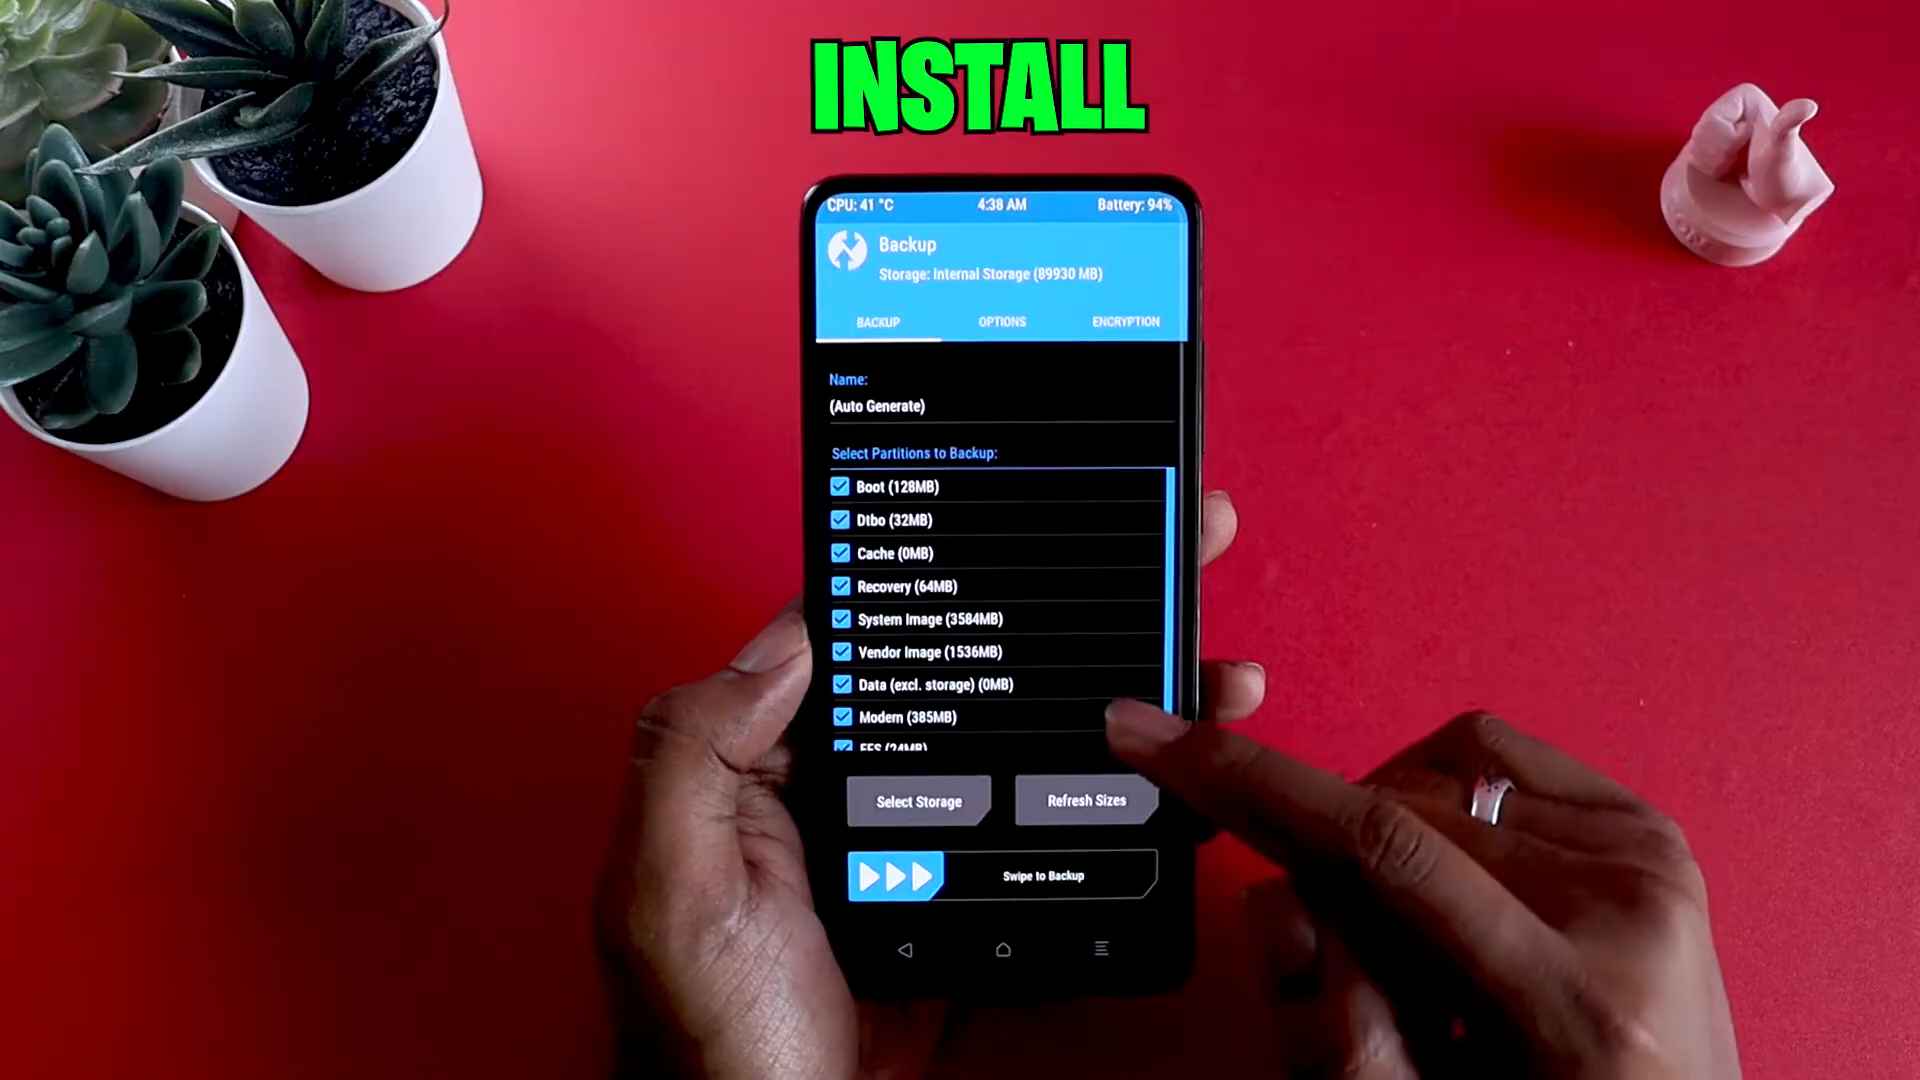 INSTALL
CPU: 41 °C 4:38 AM Battery: 94%
Backup
Storage: Internal Storage (89930 MB)
BACKUP OPTIONS ENCRYPTION
Name:
(Auto Generate)
Select Partitions to Backup:
Boot (128MB)
Dtbo (32MB)
Cache (0MB)
Recovery (64MB)
System Image (3584MB)
Vendor Image (1536MB)
Data (excl. storage) (0MB)
Modem (385MB)
EFS (24MB)
Select Storage Refresh Sizes
Swipe to Backup